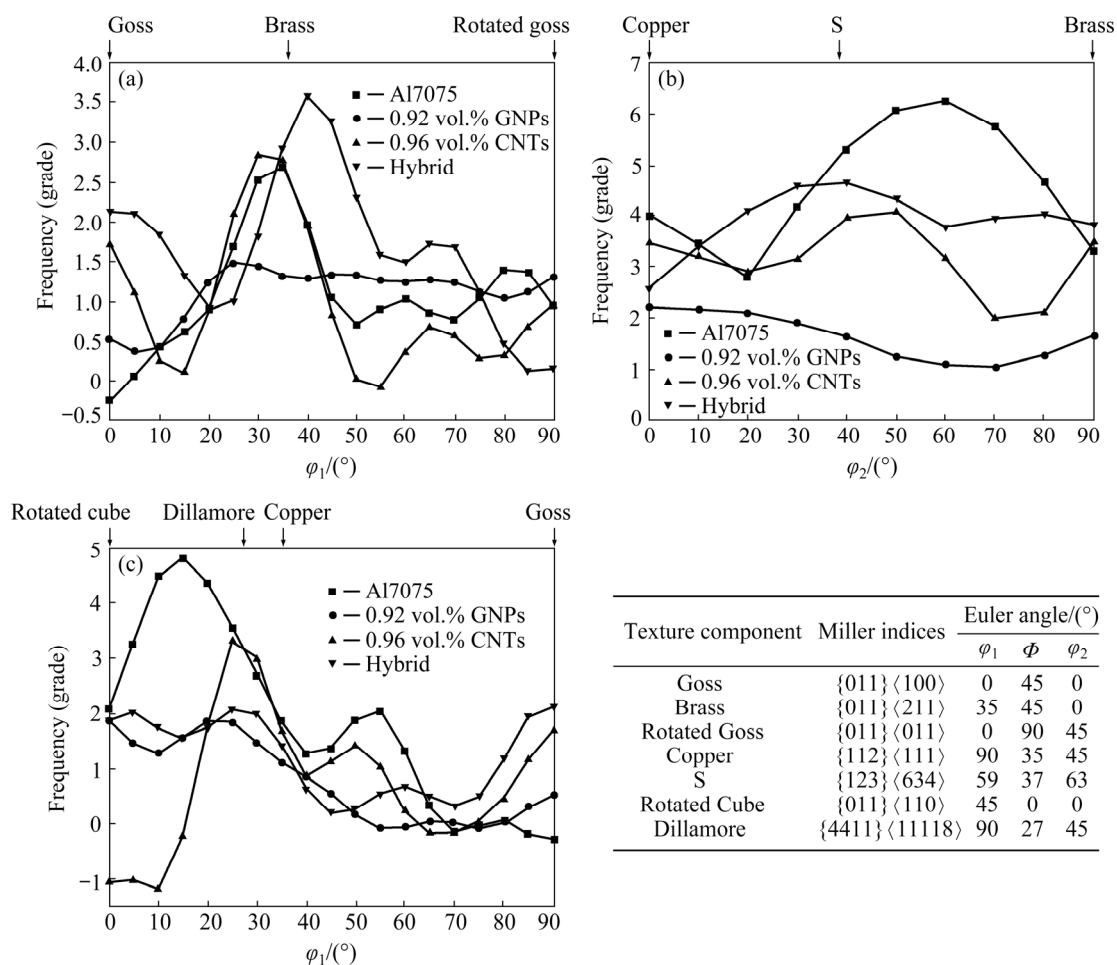 Goss Brass Rotated goss
(a)
Al7075
0.92 vol.% GNPs
0.96 vol.% CNTs
Hybrid
Frequency (grade)
4.0
3.5
3.0
2.5
2.0
1.5
1.0
0.5
0
−0.5
0 10 20 30 40 50 60 70 80 90
φ1/(°)
Copper S Brass
(b)
Frequency (grade)
7
6
5
4
3
2
1
0
Al7075
0.92 vol.% GNPs
0.96 vol.% CNTs
Hybrid
0 10 20 30 40 50 60 70 80 90
φ2/(°)
Rotated cube Dillamore Copper Goss
(c)
Al7075
0.92 vol.% GNPs
0.96 vol.% CNTs
Hybrid
Frequency (grade)
5
4
3
2
1
0
−1
0 10 20 30 40 50 60 70 80 90
φ1/(°)
Texture component Miller indices Euler angle/(°)
φ1 Φ φ2
Goss {011}⟨100⟩ 0 45 0
Brass {011}⟨211⟩ 35 45 0
Rotated Goss {011}⟨011⟩ 0 90 45
Copper {112}⟨111⟩ 90 35 45
S {123}⟨634⟩ 59 37 63
Rotated Cube {011}⟨110⟩ 45 0 0
Dillamore {4411}⟨11118⟩ 90 27 45